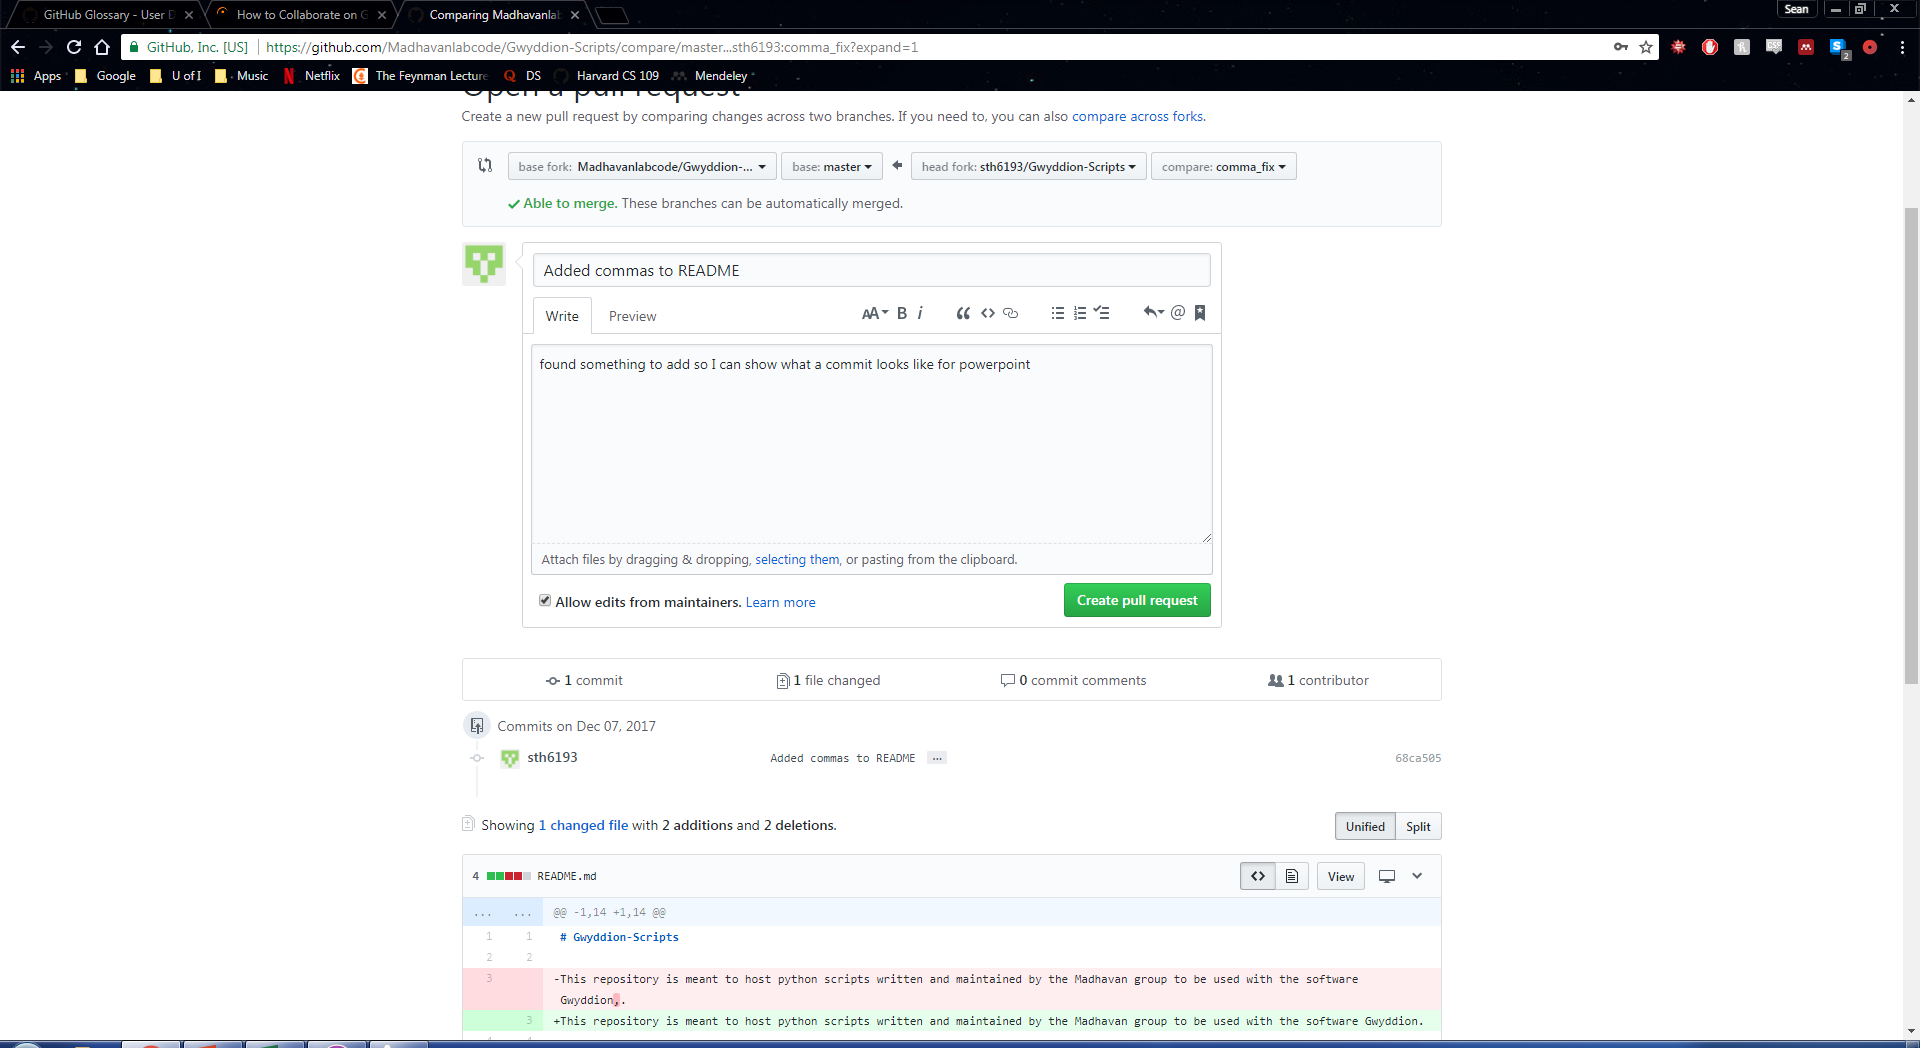 GitHub Glossary - User D
How to Collaborate on G
Comparing Madhavanlab
Sean
GitHub, Inc. [US]
https://github.com/Madhavanlabcode/Gwyddion-Scripts/compare/master...sth6193:comma_fix?expand=1
Apps Google U of I Music Netflix The Feynman Lecture DS Harvard CS 109 Mendeley
Open a pull request
Create a new pull request by comparing changes across two branches. If you need to, you can also compare across forks.
base fork: Madhavanlabcode/Gwyddion-... base: master head fork: sth6193/Gwyddion-Scripts compare: comma_fix
Able to merge. These branches can be automatically merged.
Added commas to README
Write Preview AA B i
found something to add so I can show what a commit looks like for powerpoint
Attach files by dragging & dropping, selecting them, or pasting from the clipboard.
Allow edits from maintainers. Learn more
Create pull request
1 commit 1 file changed 0 commit comments 1 contributor
Commits on Dec 07, 2017
sth6193 Added commas to README ... 68ca505
Showing 1 changed file with 2 additions and 2 deletions.
Unified Split
4 README.md View
... ... @@ -1,14 +1,14 @@
1 1 # Gwyddion-Scripts
2 2
3 -This repository is meant to host python scripts written and maintained by the Madhavan group to be used with the software
Gwyddion,.
3 +This repository is meant to host python scripts written and maintained by the Madhavan group to be used with the software Gwyddion.